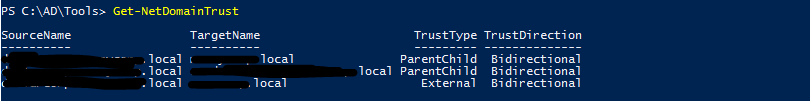 PS C:\AD\Tools> Get-NetDomainTrust
SourceName TargetName TrustType TrustDirection
---------- ---------- --------- --------------
.local .local ParentChild Bidirectional
.local .local ParentChild Bidirectional
.local .local External Bidirectional